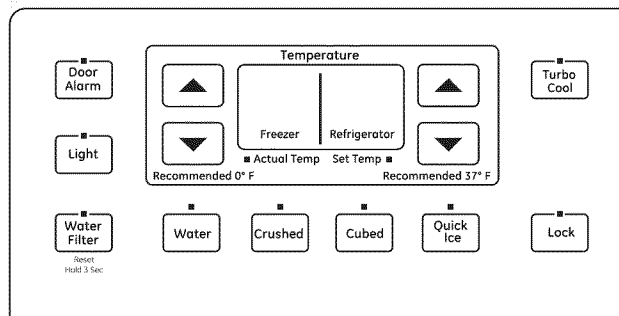 Temperature
Door
Alarm
Turbo
Cool
Freezer
Refrigerator
Actual Temp
Set Temp
Light
Recommended 0° F
Recommended 37° F
Water
Filter
Water
Crushed
Cubed
Quick
Ice
Lock
Reset
Hold 3 Sec